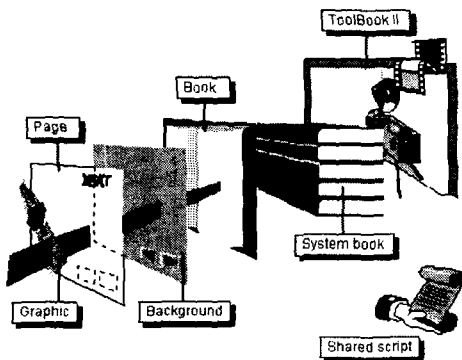 ToolBook II
Book
Page
TEXT
System book
Graphic
Background
Shared script